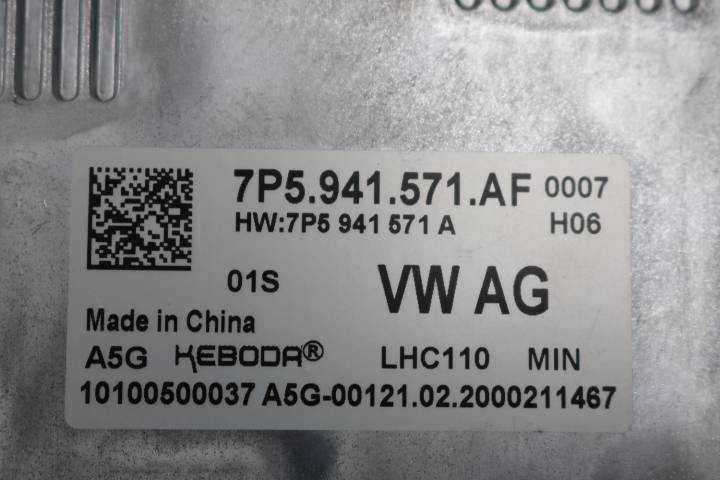 7P5.941.571.AF 0007
HW:7P5 941 571 A H06
01S VW AG
Made in China
A5G KEBODA® LHC110 MIN
10100500037 A5G-00121.02.2000211467